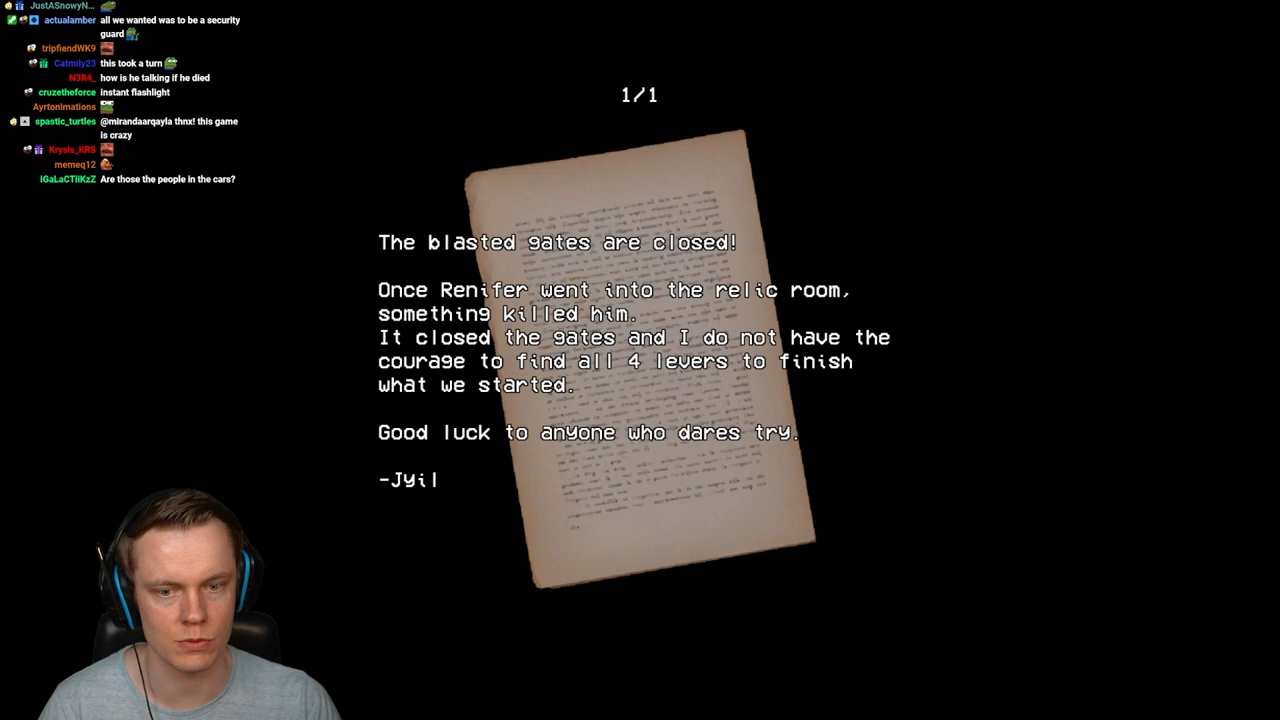 JustASnowyN...
actualamber all we wanted was to be a security
guard
tripfiendWK9
Catmily23 this took a turn
N3R4_ how is he talking if he died
cruzetheforce instant flashlight
Ayrtonimations
spastic_turtles @mirandaarqayla thnx! this game
is crazy
Krysis_KRS
memeq12
iGaLaCTiiKzZ Are those the people in the cars?
1/1
The blasted gates are closed!
Once Renifer went into the relic room,
something killed him.
It closed the gates and I do not have the
courage to find all 4 levers to finish
what we started.
Good luck to anyone who dares try.
-Jyil